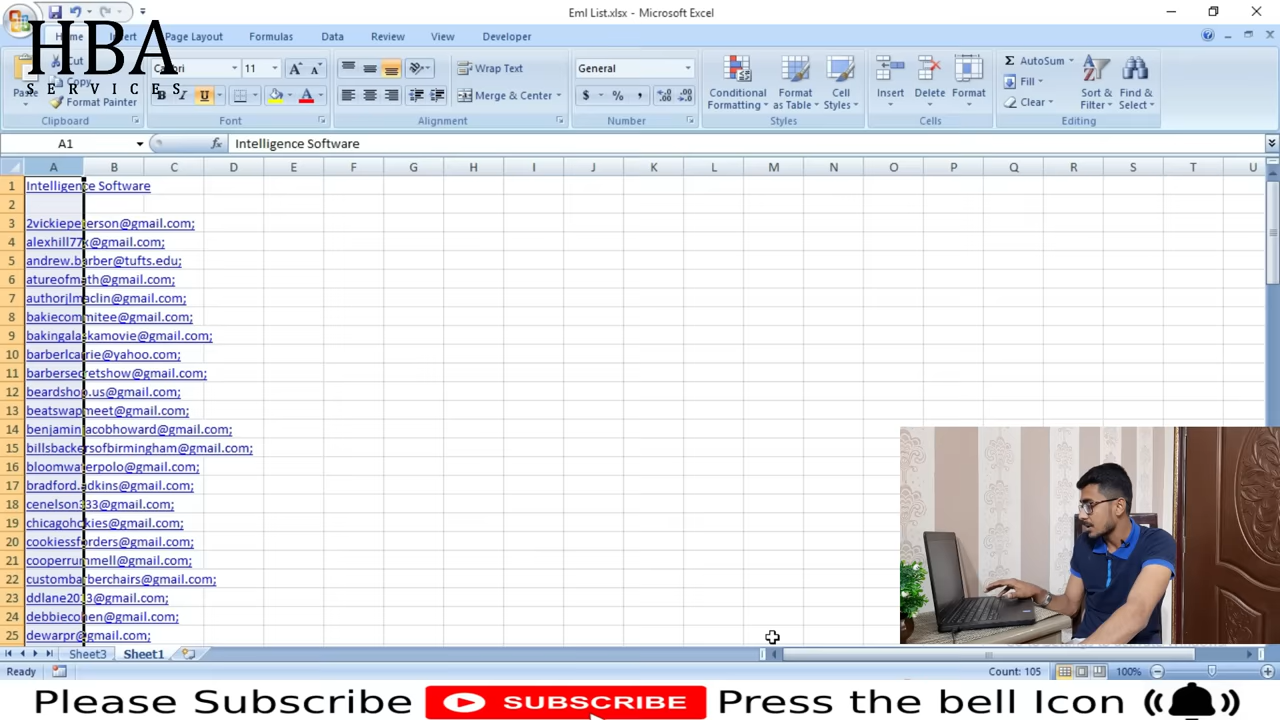 Eml List.xlsx - Microsoft Excel
HBA
SERVICES
Home Insert Page Layout Formulas Data Review View Developer
Paste Cut Copy Format Painter
Clipboard
Calibri 11
B I U A
Font
Wrap Text
Merge & Center
Alignment
General
$ % ,
Number
Conditional Formatting
Format as Table
Cell Styles
Styles
Insert Delete Format
Cells
AutoSum
Fill
Clear
Sort & Filter
Find & Select
Editing
A1 fx Intelligence Software
A B C D E F G H I J K L M N O P Q R S T U
1 Intelligence Software
2
3 2vickiepeterson@gmail.com;
4 alexhill77x@gmail.com;
5 andrew.barber@tufts.edu;
6 atureofmath@gmail.com;
7 authorjlmaclin@gmail.com;
8 bakiecommitee@gmail.com;
9 bakingalaskamovie@gmail.com;
10 barberlcarrie@yahoo.com;
11 barbersecretshow@gmail.com;
12 beardshop.us@gmail.com;
13 beatswapmeet@gmail.com;
14 benjaminjacobhoward@gmail.com;
15 billsbackersofbirmingham@gmail.com;
16 bloomwaterpolo@gmail.com;
17 bradford.adkins@gmail.com;
18 cenelson333@gmail.com;
19 chicagohokies@gmail.com;
20 cookiessforders@gmail.com;
21 cooperrummell@gmail.com;
22 custombarberchairs@gmail.com;
23 ddlane2013@gmail.com;
24 debbiecohen@gmail.com;
25 dewarpr@gmail.com;
Sheet3 Sheet1
Ready Count: 105 100%
Please Subscribe SUBSCRIBE Press the bell Icon